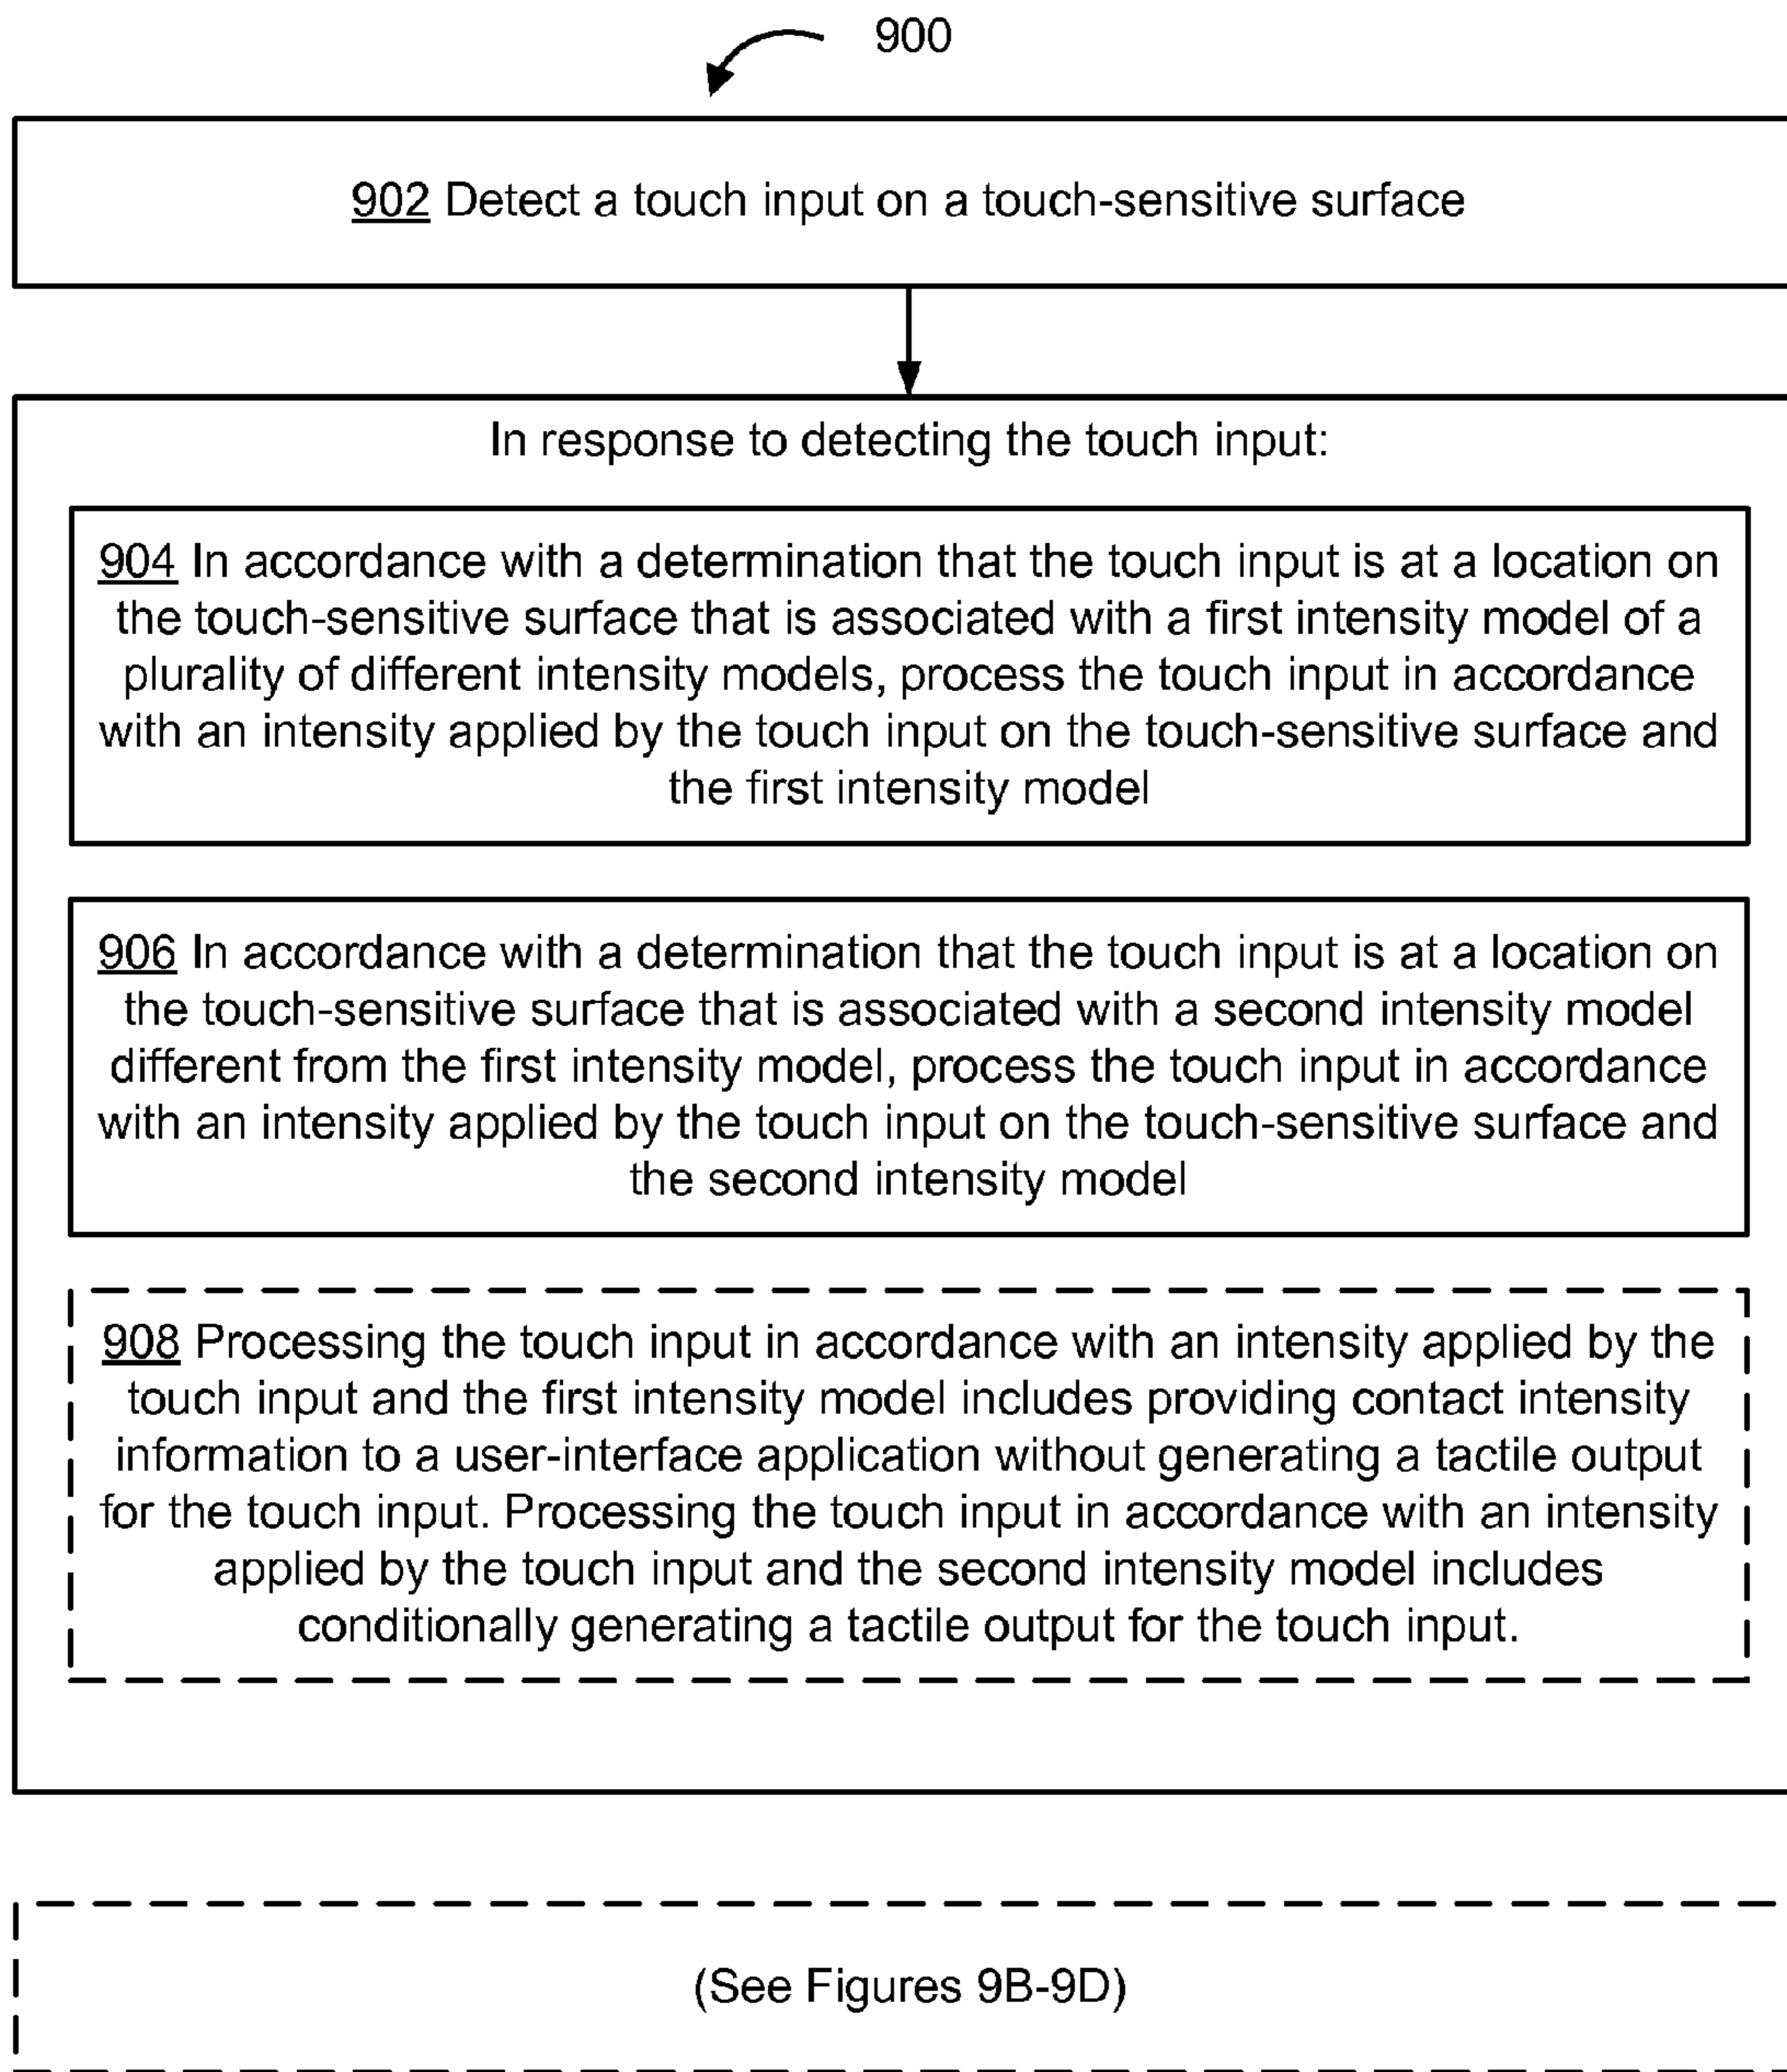 900
902 Detect a touch input on a touch-sensitive surface
In response to detecting the touch input:
904 In accordance with a determination that the touch input is at a location on
the touch-sensitive surface that is associated with a first intensity model of a
plurality of different intensity models, process the touch input in accordance
with an intensity applied by the touch input on the touch-sensitive surface and
the first intensity model
906 In accordance with a determination that the touch input is at a location on
the touch-sensitive surface that is associated with a second intensity model
different from the first intensity model, process the touch input in accordance
with an intensity applied by the touch input on the touch-sensitive surface and
the second intensity model
908 Processing the touch input in accordance with an intensity applied by the
touch input and the first intensity model includes providing contact intensity
information to a user-interface application without generating a tactile output
for the touch input. Processing the touch input in accordance with an intensity
applied by the touch input and the second intensity model includes
conditionally generating a tactile output for the touch input.
(See Figures 9B-9D)